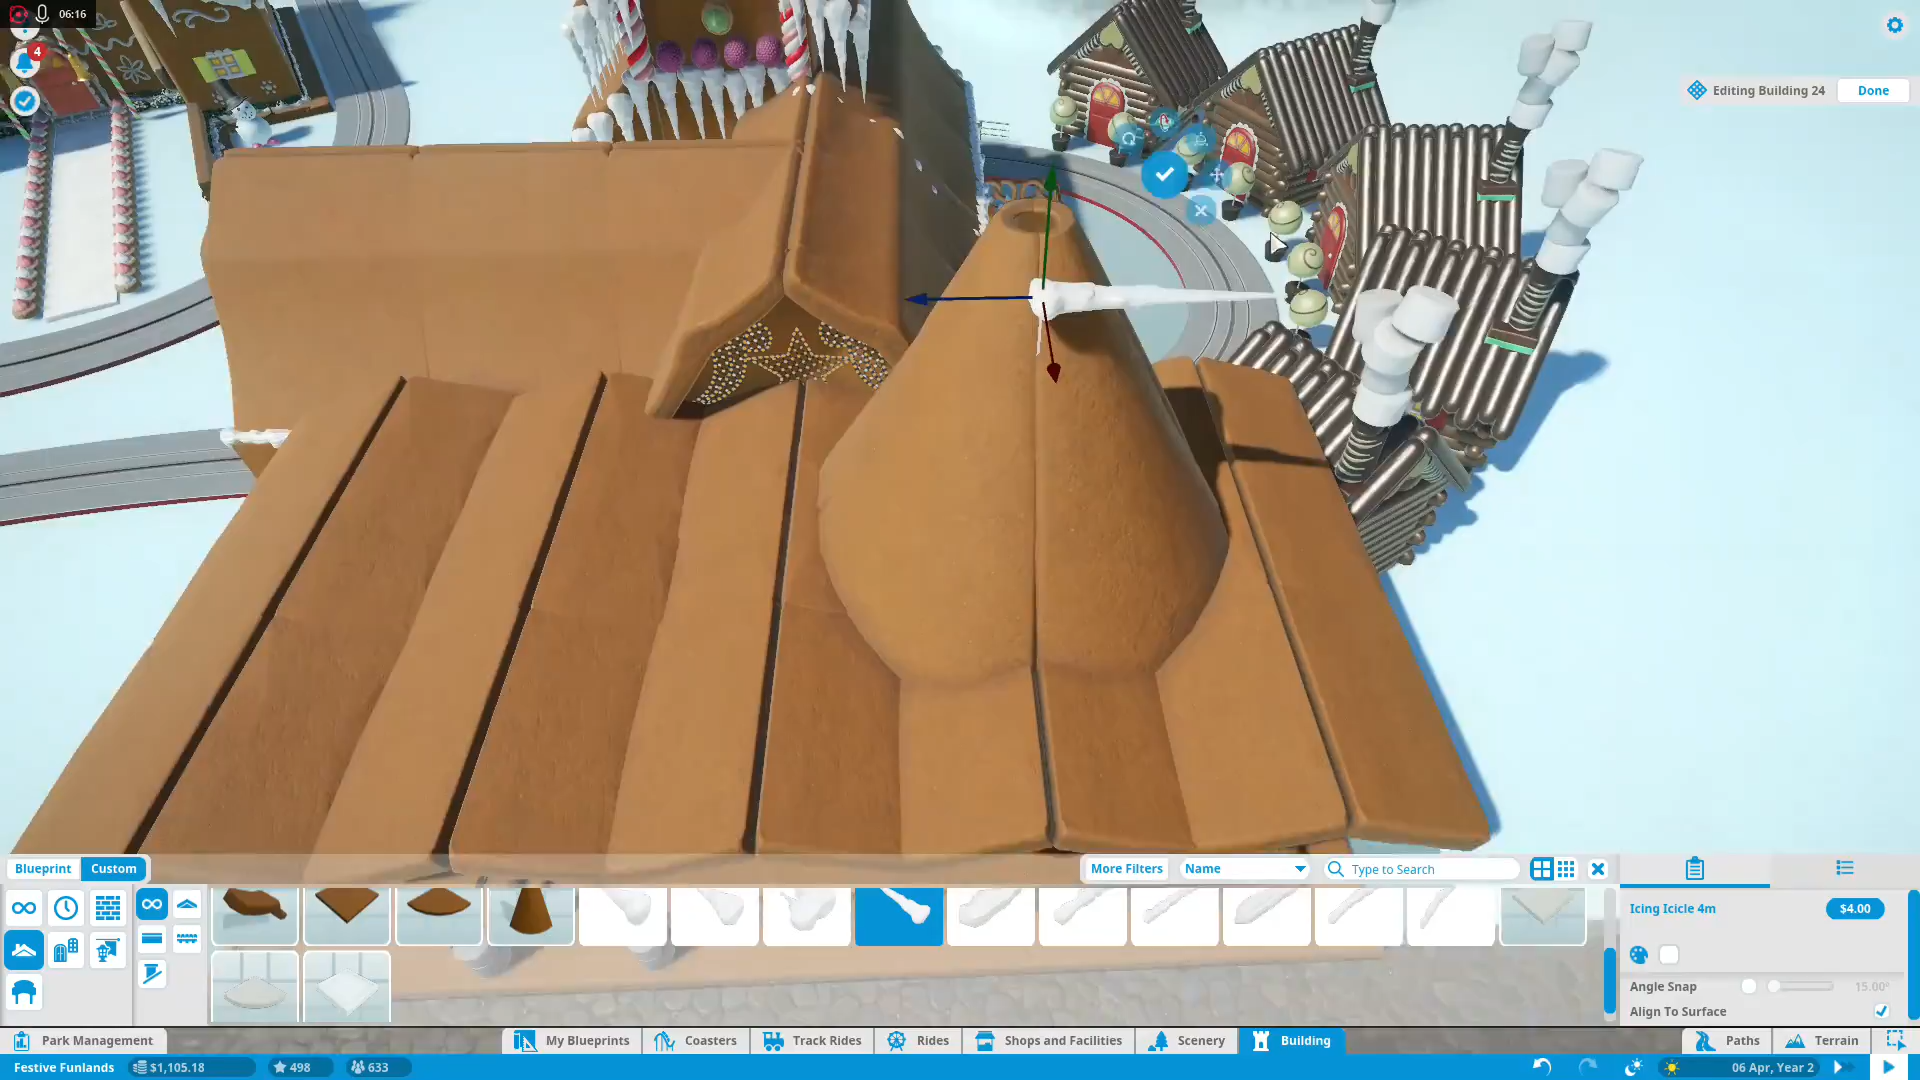 06:16
4
Editing Building 24
Done
Blueprint
Custom
More Filters
Name
Type to Search
Icing Icicle 4m
$4.00
Angle Snap
15.00°
Align To Surface
Park Management
My Blueprints
Coasters
Track Rides
Rides
Shops and Facilities
Scenery
Building
Paths
Terrain
Festive Funlands
$1,105.18
498
633
06 Apr, Year 2